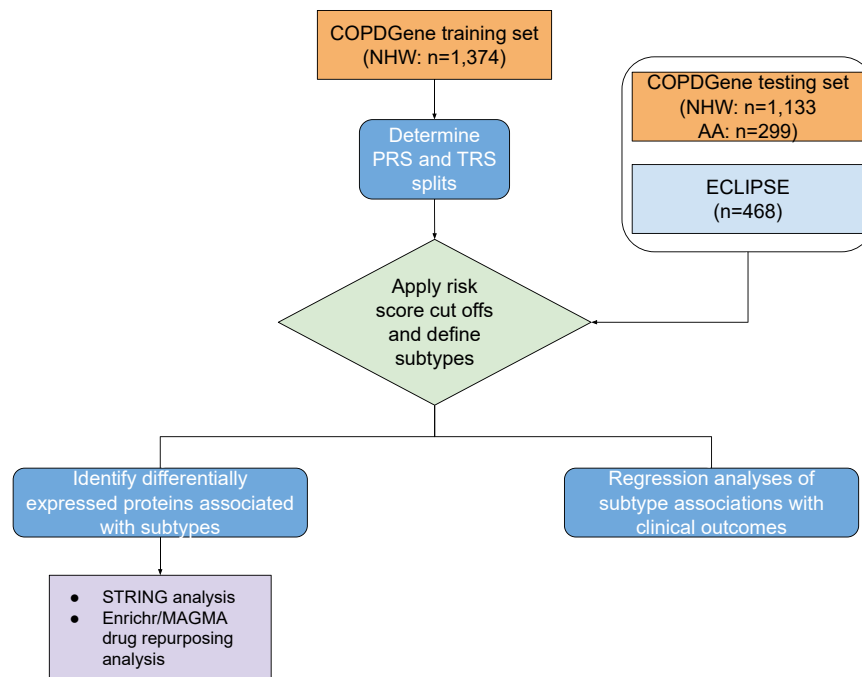 COPDGene training set
(NHW: n=1,374)
COPDGene testing set
(NHW: n=1,133
AA: n=299)
Determine
PRS and TRS
splits
ECLIPSE
(n=468)
Apply risk
score cut offs
and define
subtypes
Identify differentially
expressed proteins associated
with subtypes
Regression analyses of
subtype associations with
clinical outcomes
● STRING analysis
● Enrichr/MAGMA
drug repurposing
analysis